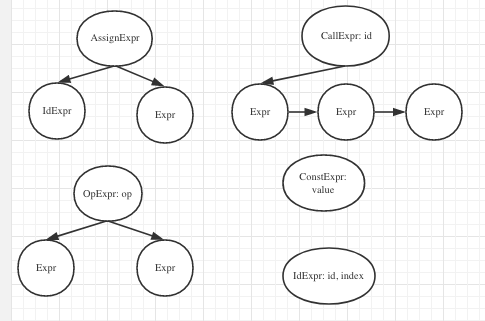 AssignExpr
CallExpr: id
IdExpr
Expr
Expr
Expr
Expr
ConstExpr:
value
OpExpr: op
Expr
Expr
IdExpr: id, index